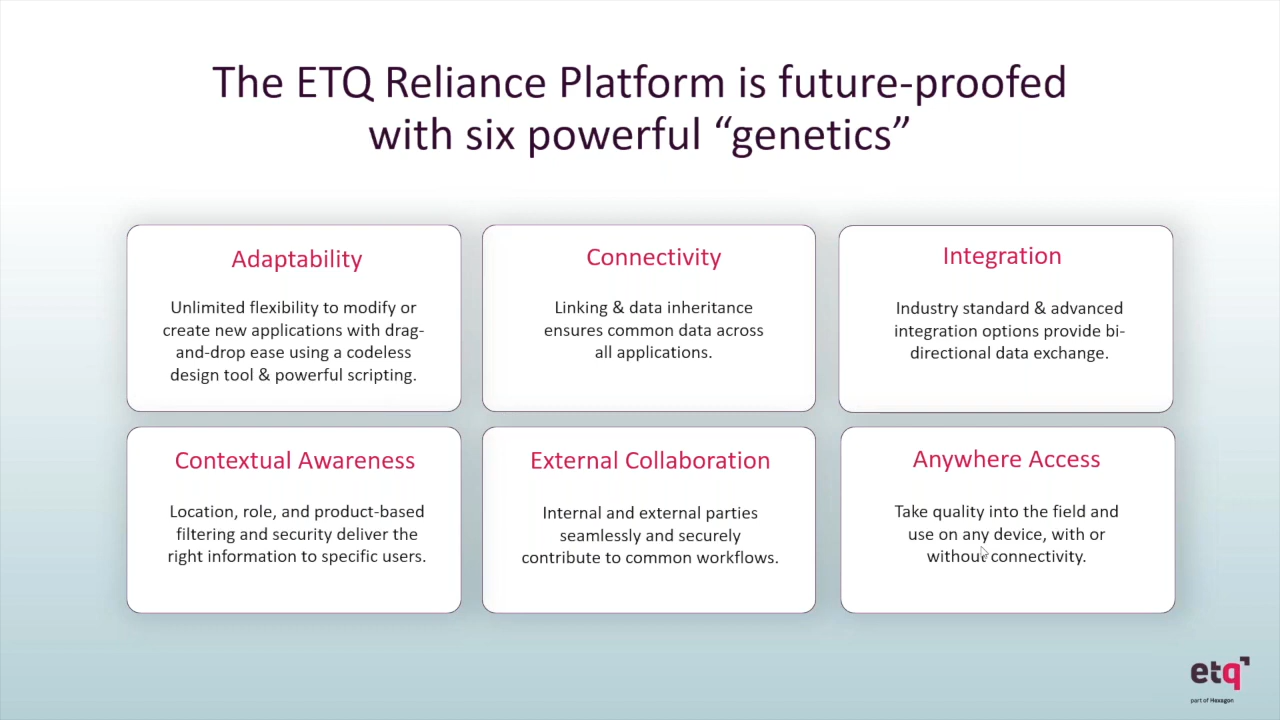 The ETQ Reliance Platform is future-proofed
with six powerful “genetics”
Adaptability
Unlimited flexibility to modify or
create new applications with drag-
and-drop ease using a codeless
design tool & powerful scripting.
Connectivity
Linking & data inheritance
ensures common data across
all applications.
Integration
Industry standard & advanced
integration options provide bi-
directional data exchange.
Contextual Awareness
Location, role, and product-based
filtering and security deliver the
right information to specific users.
External Collaboration
Internal and external parties
seamlessly and securely
contribute to common workflows.
Anywhere Access
Take quality into the field and
use on any device, with or
without connectivity.
etq
part of Hexagon